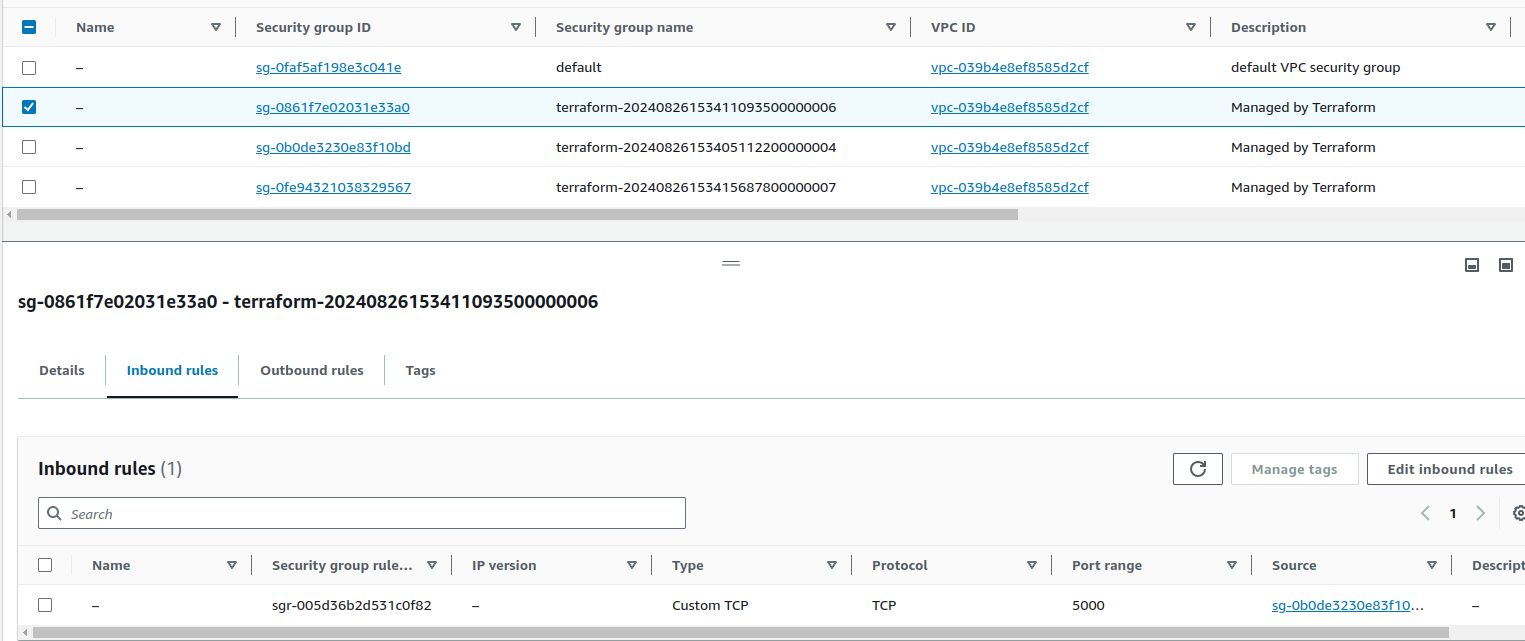 Name Security group ID Security group name VPC ID Description
– sg-0faf5af198e3c041e default vpc-039b4e8ef8585d2cf default VPC security group
– sg-0861f7e02031e33a0 terraform-20240826153411093500000006 vpc-039b4e8ef8585d2cf Managed by Terraform
– sg-0b0de3230e83f10bd terraform-20240826153405112200000004 vpc-039b4e8ef8585d2cf Managed by Terraform
– sg-0fe94321038329567 terraform-20240826153415687800000007 vpc-039b4e8ef8585d2cf Managed by Terraform
sg-0861f7e02031e33a0 - terraform-20240826153411093500000006
Details Inbound rules Outbound rules Tags
Inbound rules (1) Manage tags Edit inbound rules
Search 1
Name Security group rule... IP version Type Protocol Port range Source Descript
– sgr-005d36b2d531c0f82 – Custom TCP TCP 5000 sg-0b0de3230e83f10... –